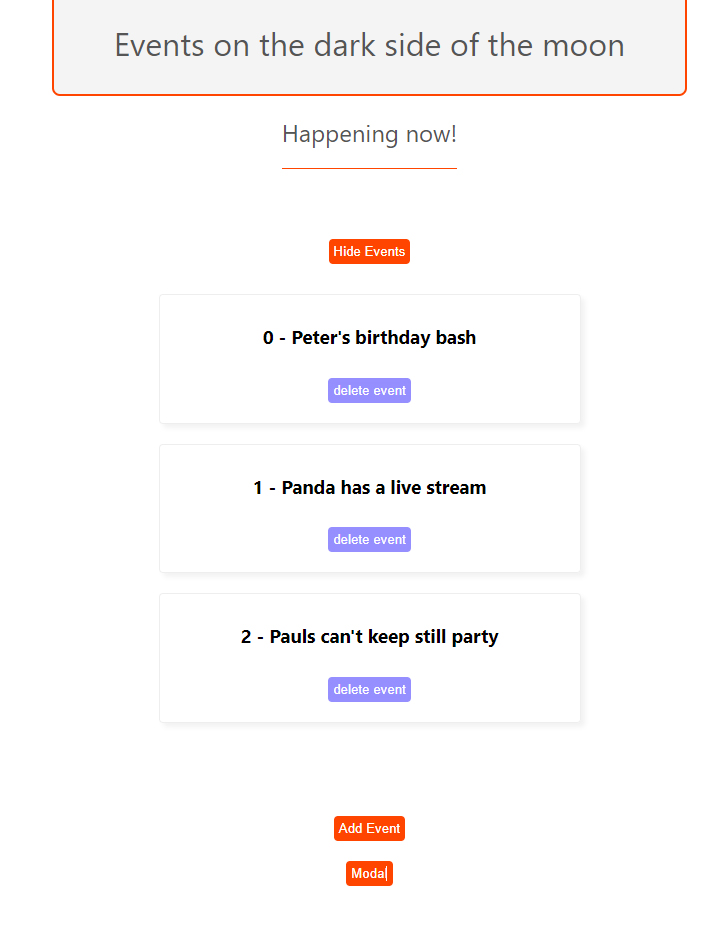 Events on the dark side of the moon
Happening now!
Hide Events
0 - Peter's birthday bash
delete event
1 - Panda has a live stream
delete event
2 - Pauls can't keep still party
delete event
Add Event
Modal